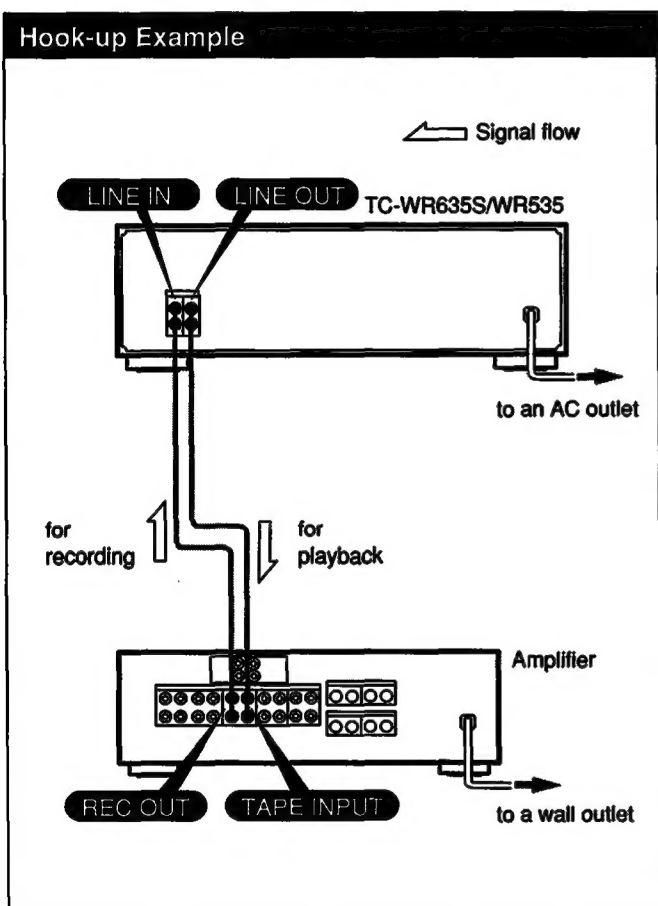 Hook-up Example
Signal flow
LINE IN
LINE OUT
TC-WR635S/WR535
to an AC outlet
for
recording
for
playback
Amplifier
REC OUT
TAPE INPUT
to a wall outlet